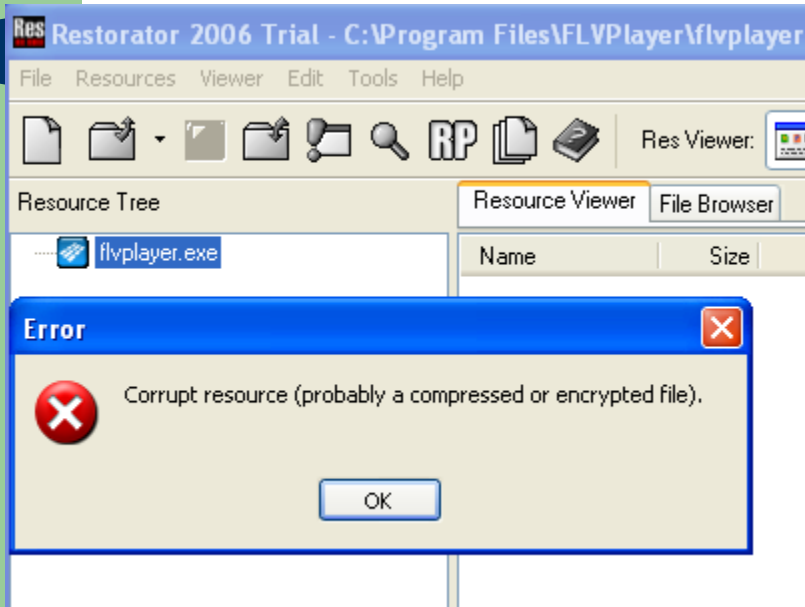 Res Restorator 2006 Trial - C:\Program Files\FLVPlayer\flvplayer
File Resources Viewer Edit Tools Help
RP Res Viewer:
Resource Tree
Resource Viewer File Browser
flvplayer.exe
Name Size
Error
Corrupt resource (probably a compressed or encrypted file).
OK